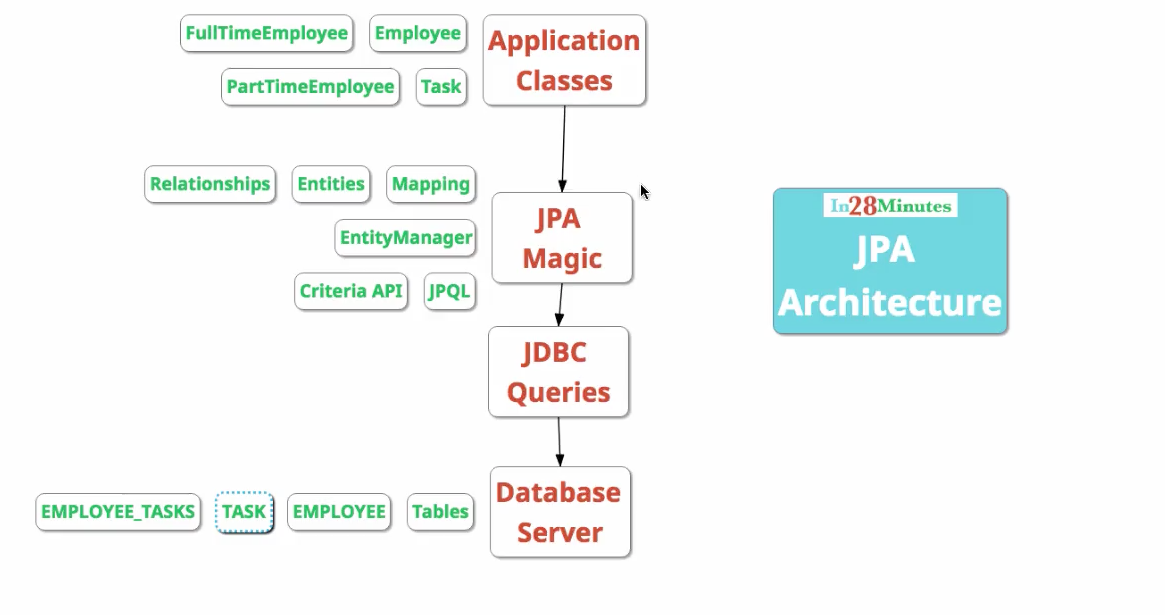 FullTimeEmployee
Employee
Application
Classes
PartTimeEmployee
Task
Relationships
Entities
Mapping
EntityManager
Criteria API
JPQL
JPA
Magic
In28Minutes
JPA
Architecture
JDBC
Queries
EMPLOYEE_TASKS
TASK
EMPLOYEE
Tables
Database
Server